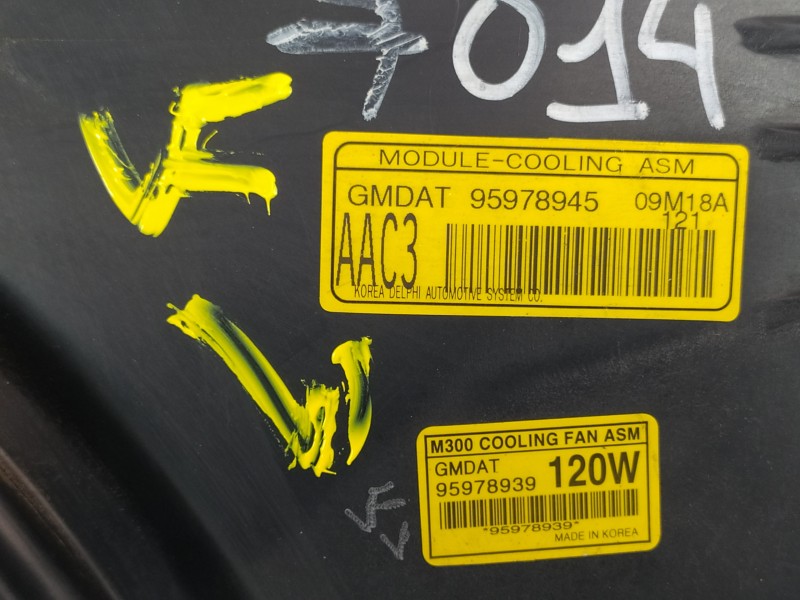 7014
MODULE-COOLING ASM
GMDAT 95978945 09M18A
121
AAC3
KOREA DELPHI AUTOMOTIVE SYSTEM CO.
M300 COOLING FAN ASM
GMDAT 120W
95978939
*95978939*
MADE IN KOREA